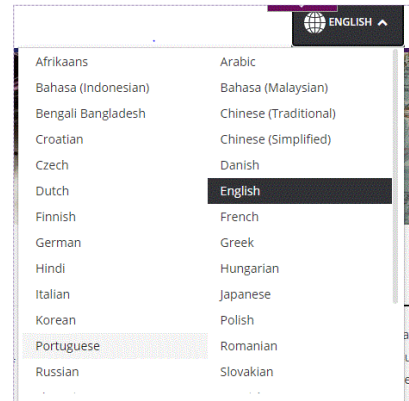 ENGLISH
Afrikaans Arabic
Bahasa (Indonesian) Bahasa (Malaysian)
Bengali Bangladesh Chinese (Traditional)
Croatian Chinese (Simplified)
Czech Danish
Dutch English
Finnish French
German Greek
Hindi Hungarian
Italian Japanese
Korean Polish
Portuguese Romanian
Russian Slovakian